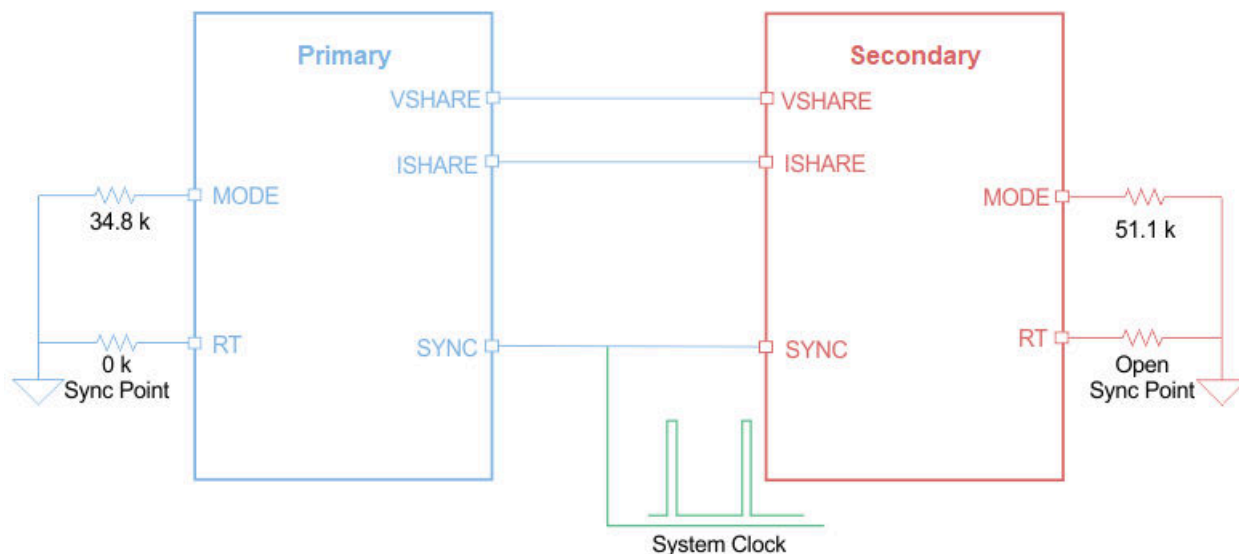 Primary
Secondary
VSHARE
VSHARE
ISHARE
ISHARE
MODE
MODE
34.8 k
51.1 k
RT
SYNC
SYNC
RT
0 k
Sync Point
Open
Sync Point
System Clock